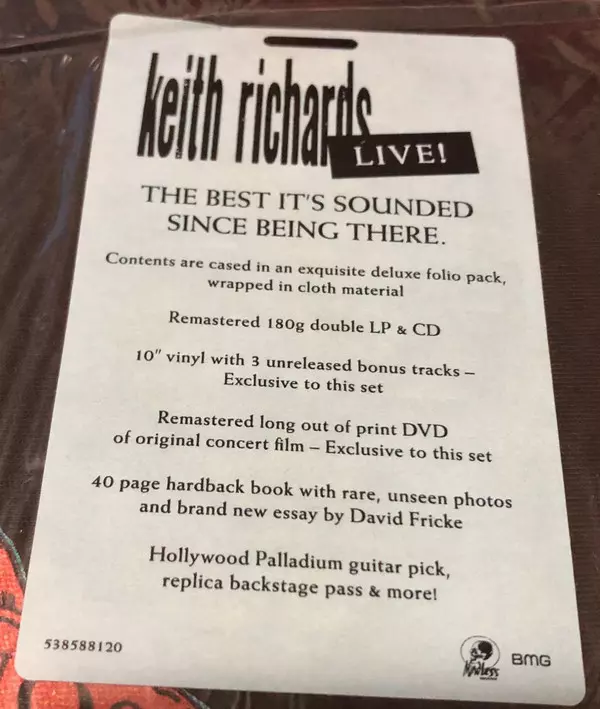 keith richards
LIVE!
THE BEST IT'S SOUNDED
SINCE BEING THERE.
Contents are cased in an exquisite deluxe folio pack,
wrapped in cloth material
Remastered 180g double LP & CD
10" vinyl with 3 unreleased bonus tracks –
Exclusive to this set
Remastered long out of print DVD
of original concert film – Exclusive to this set
40 page hardback book with rare, unseen photos
and brand new essay by David Fricke
Hollywood Palladium guitar pick,
replica backstage pass & more!
538588120
Mindless
BMG